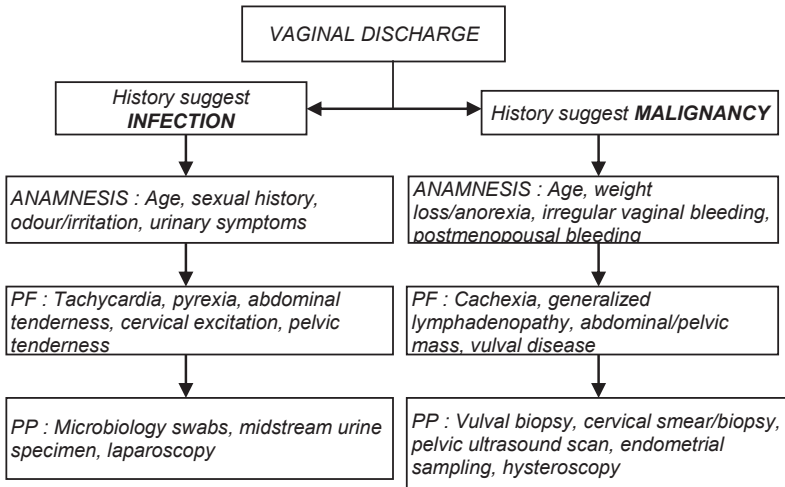 VAGINAL DISCHARGE
History suggest
INFECTION
History suggest MALIGNANCY
ANAMNESIS : Age, sexual history,
odour/irritation, urinary symptoms
ANAMNESIS : Age, weight
loss/anorexia, irregular vaginal bleeding,
postmenopousal bleeding
PF : Tachycardia, pyrexia, abdominal
tenderness, cervical excitation, pelvic
tenderness
PF : Cachexia, generalized
lymphadenopathy, abdominal/pelvic
mass, vulval disease
PP : Microbiology swabs, midstream urine
specimen, laparoscopy
PP : Vulval biopsy, cervical smear/biopsy,
pelvic ultrasound scan, endometrial
sampling, hysteroscopy